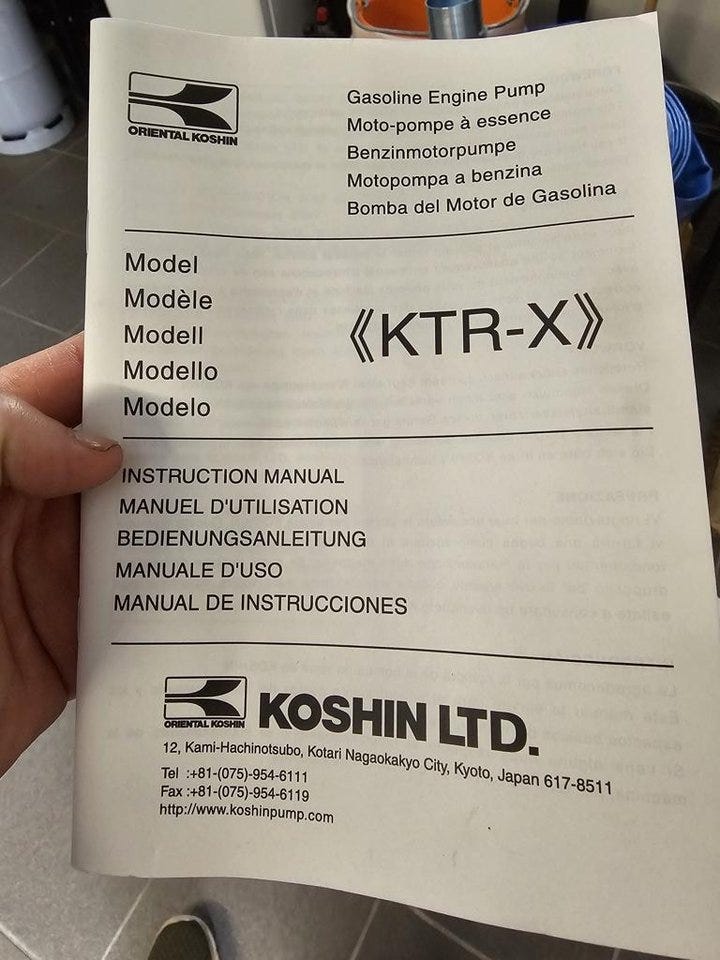 ORIENTAL KOSHIN
Gasoline Engine Pump
Moto-pompe à essence
Benzinmotorpumpe
Motopompa a benzina
Bomba del Motor de Gasolina
Model
Modèle
Modell
Modello
Modelo
《KTR-X》
INSTRUCTION MANUAL
MANUEL D'UTILISATION
BEDIENUNGSANLEITUNG
MANUALE D'USO
MANUAL DE INSTRUCCIONES
ORIENTAL KOSHIN
KOSHIN LTD.
12, Kami-Hachinotsubo, Kotari Nagaokakyo City, Kyoto, Japan 617-8511
Tel :+81-(075)-954-6111
Fax :+81-(075)-954-6119
http://www.koshinpump.com